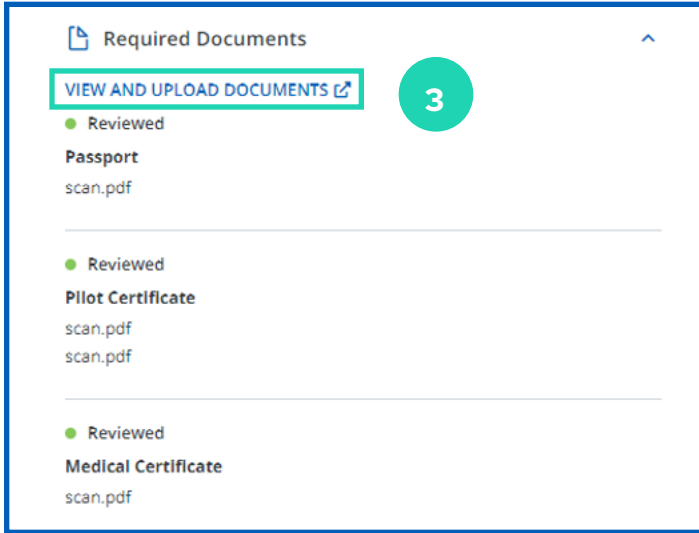 Required Documents
VIEW AND UPLOAD DOCUMENTS
3
Reviewed
Passport
scan.pdf
Reviewed
Pilot Certificate
scan.pdf
scan.pdf
Reviewed
Medical Certificate
scan.pdf